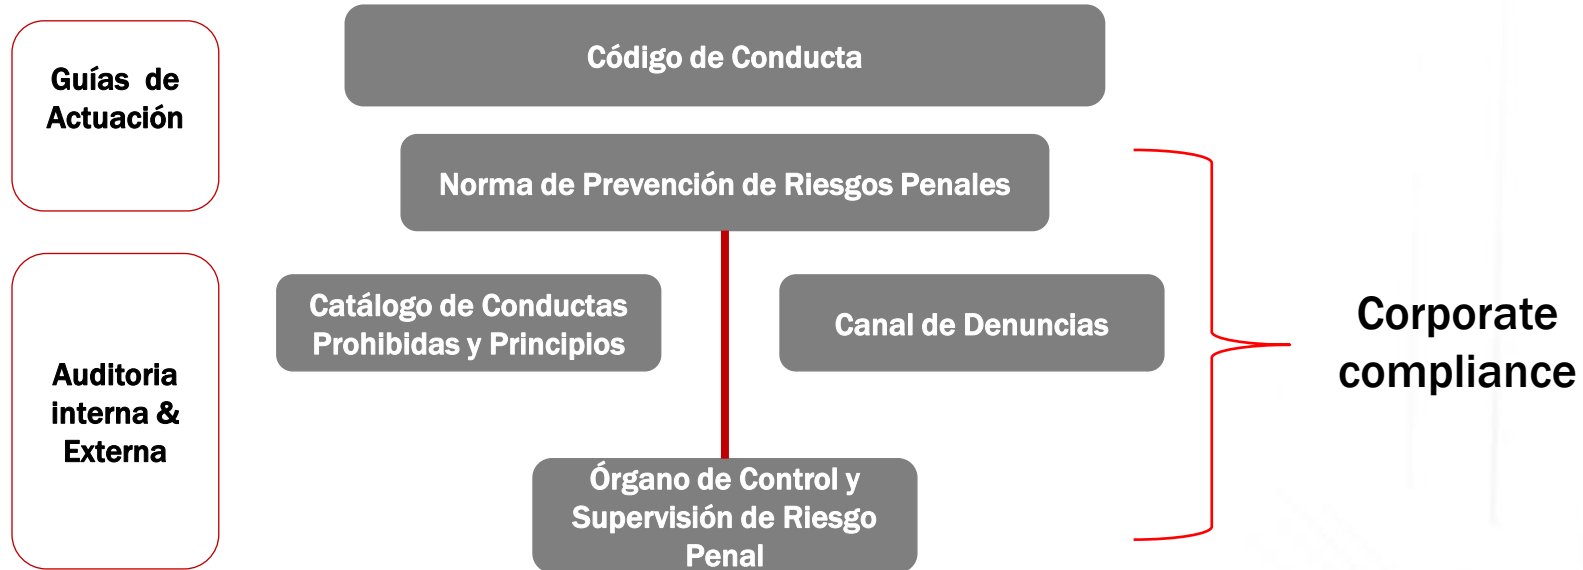 Guías de
Actuación
Código de Conducta
Norma de Prevención de Riesgos Penales
Catálogo de Conductas
Prohibidas y Principios
Canal de Denuncias
Auditoria
interna &
Externa
Órgano de Control y
Supervisión de Riesgo
Penal
Corporate
compliance